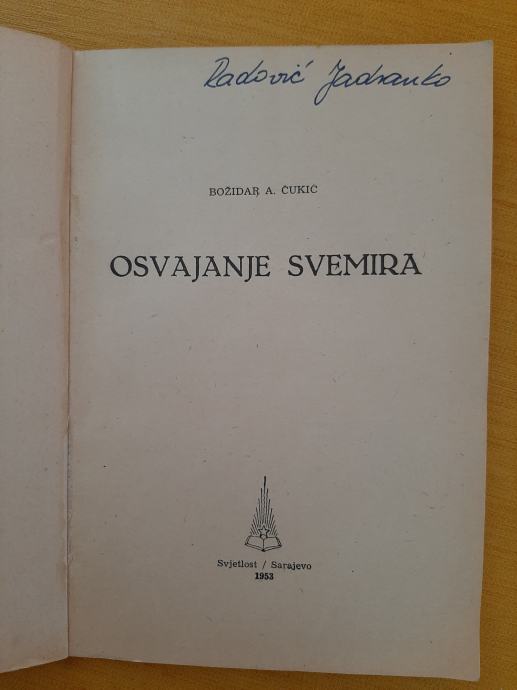 Radović Jadranko
BOŽIDAR A. ČUKIĆ
OSVAJANJE SVEMIRA
Svjetlost / Sarajevo
1953